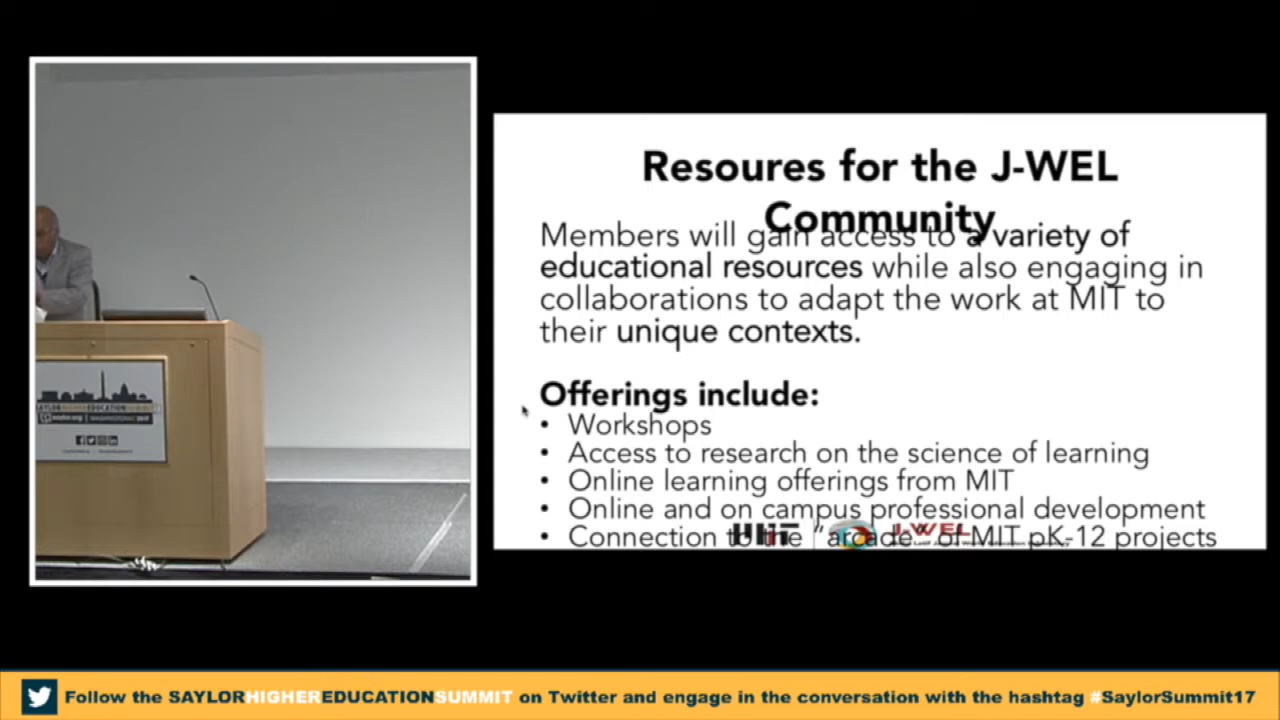 Resoures for the J-WEL
Community
Members will gain access to a variety of
educational resources while also engaging in
collaborations to adapt the work at MIT to
their unique contexts.
Offerings include:
• Workshops
• Access to research on the science of learning
• Online learning offerings from MIT
• Online and on campus professional development
• Connection to the "arcade" of MIT pK-12 projects
MIT
J-WEL
SAYLORHIGHEREDUCATIONSUMMIT
Follow the SAYLORHIGHEREDUCATIONSUMMIT on Twitter and engage in the conversation with the hashtag #SaylorSummit17